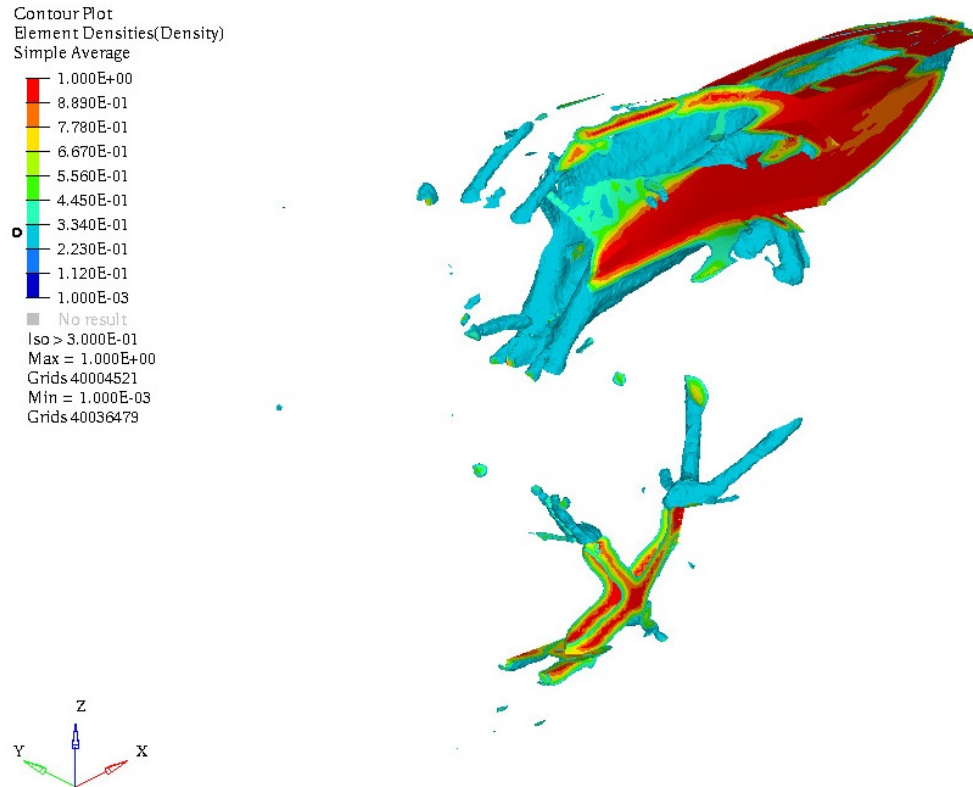 Contour Plot
Element Densities(Density)
Simple Average
1.000E+00
8.890E-01
7.780E-01
6.670E-01
5.560E-01
4.450E-01
3.340E-01
2.230E-01
1.120E-01
1.000E-03
No result
Iso > 3.000E-01
Max = 1.000E+00
Grids 40004521
Min = 1.000E-03
Grids 40036479
Z
Y
X